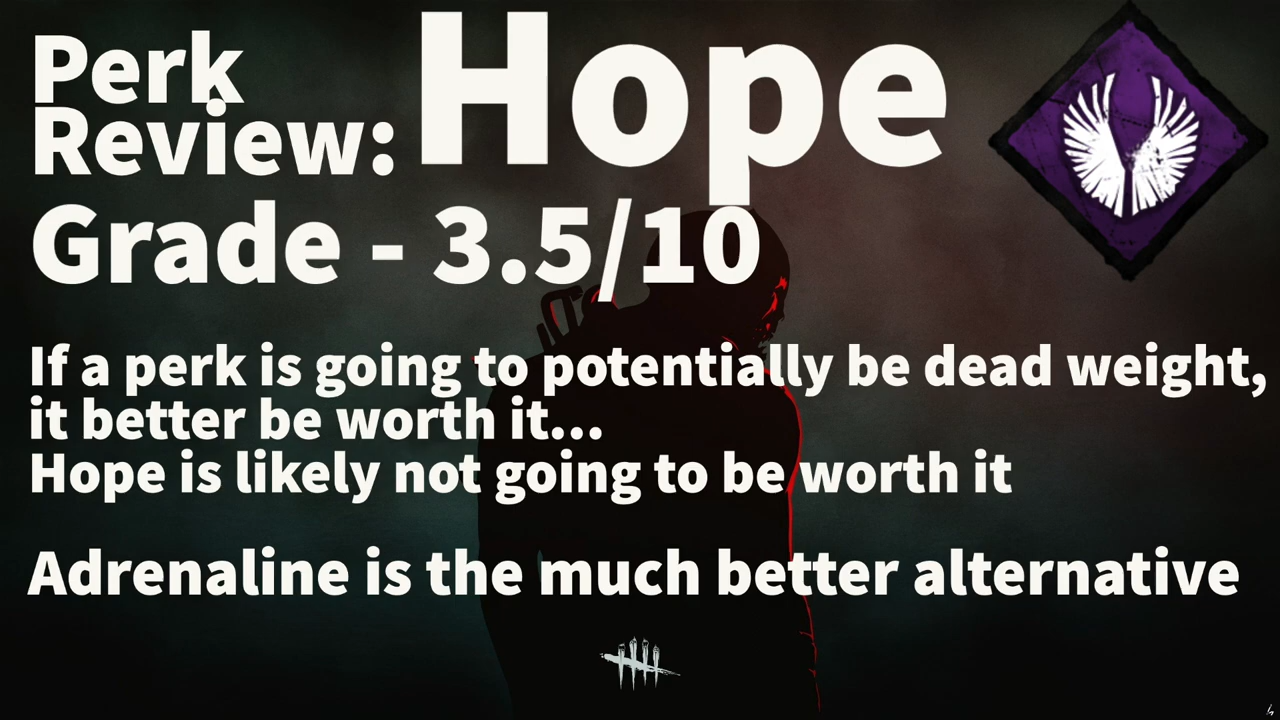 Perk
Review: Hope
Grade - 3.5/10
If a perk is going to potentially be dead weight,
it better be worth it...
Hope is likely not going to be worth it
Adrenaline is the much better alternative